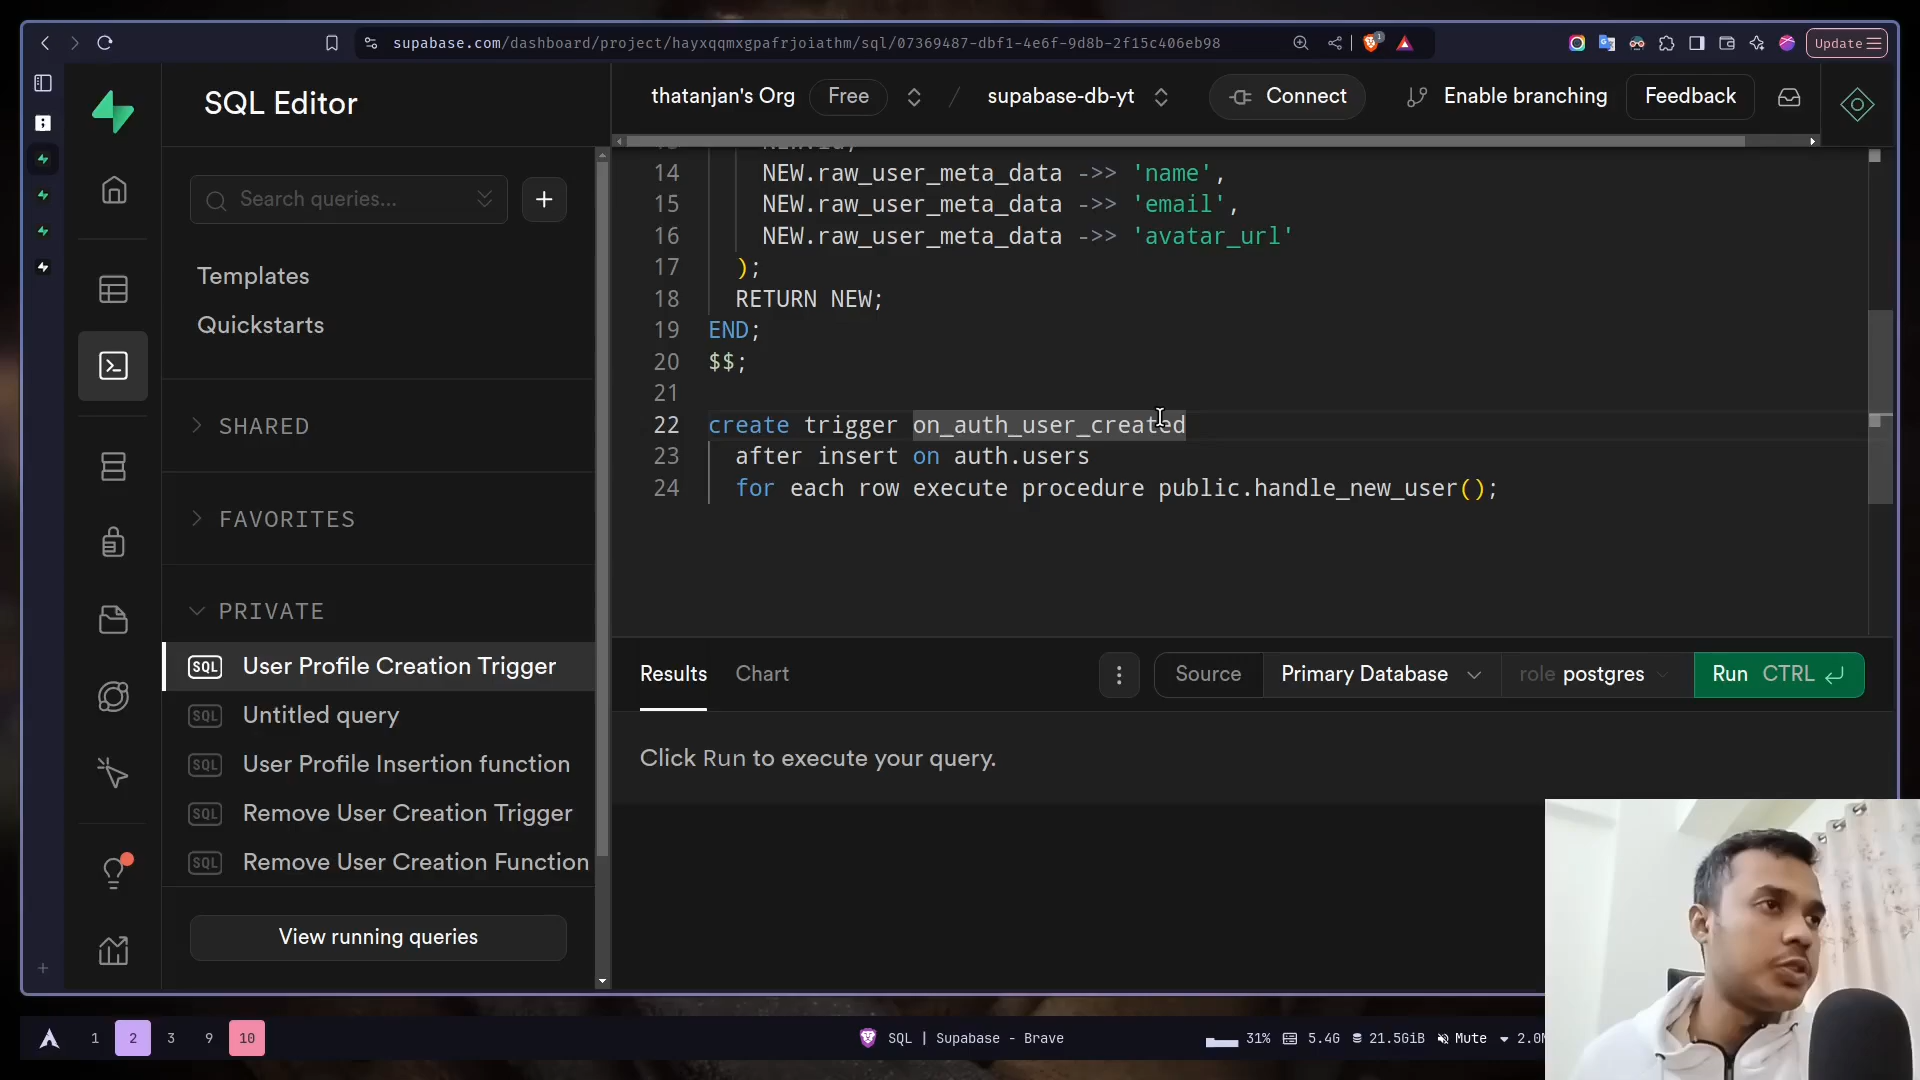 supabase.com/dashboard/project/hayxqqmxgpafrjoiathm/sql/07369487-dbf1-4e6f-9d8b-2f15c406eb98
1
Update
SQL Editor
thatanjan's Org
Free
/
supabase-db-yt
Connect
Enable branching
Feedback
Search queries...
Templates
Quickstarts
SHARED
FAVORITES
PRIVATE
SQL User Profile Creation Trigger
SQL Untitled query
SQL User Profile Insertion function
SQL Remove User Creation Trigger
SQL Remove User Creation Function
View running queries
14 NEW.raw_user_meta_data ->> 'name',
15 NEW.raw_user_meta_data ->> 'email',
16 NEW.raw_user_meta_data ->> 'avatar_url'
17 );
18 RETURN NEW;
19 END;
20 $$;
21
22 create trigger on_auth_user_created
23 after insert on auth.users
24 for each row execute procedure public.handle_new_user();
Results
Chart
Source
Primary Database
role postgres
Run CTRL
Click Run to execute your query.
1
2
3
9
10
SQL | Supabase - Brave
31%
5.4G
21.5GiB
Mute